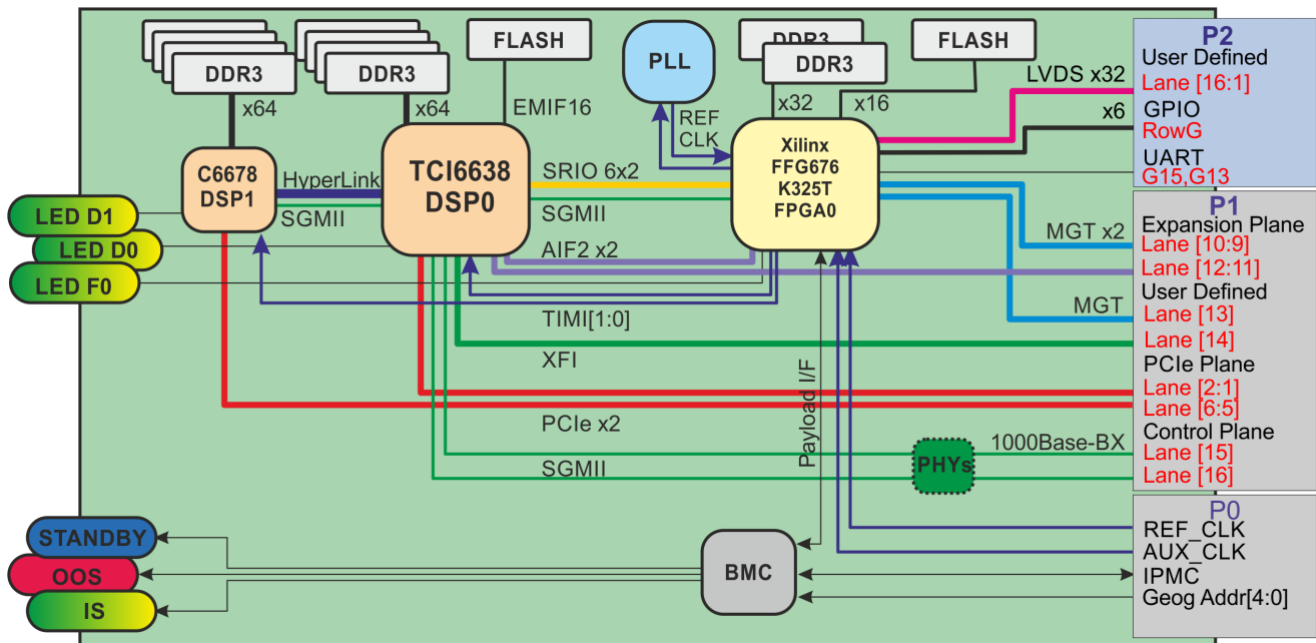 DDR3
x64
DDR3
x64
FLASH
EMIF16
PLL
REF
CLK
DDR3
DDR3
x32
FLASH
x16
C6678
DSP1
HyperLink
SGMII
TCI6638
DSP0
SRIO 6x2
SGMII
AIF2 x2
Xilinx
FFG676
K325T
FPGA0
LVDS x32
x6
P2
User Defined
Lane [16:1]
GPIO
RowG
UART
G15,G13
LED D1
LED D0
LED F0
MGT x2
MGT
P1
Expansion Plane
Lane [10:9]
Lane [12:11]
User Defined
Lane [13]
Lane [14]
PCIe Plane
Lane [2:1]
Lane [6:5]
Control Plane
Lane [15]
Lane [16]
TIMI[1:0]
XFI
PCIe x2
SGMII
Payload I/F
PHYs
1000Base-BX
STANDBY
OOS
IS
BMC
P0
REF_CLK
AUX_CLK
IPMC
Geog Addr[4:0]